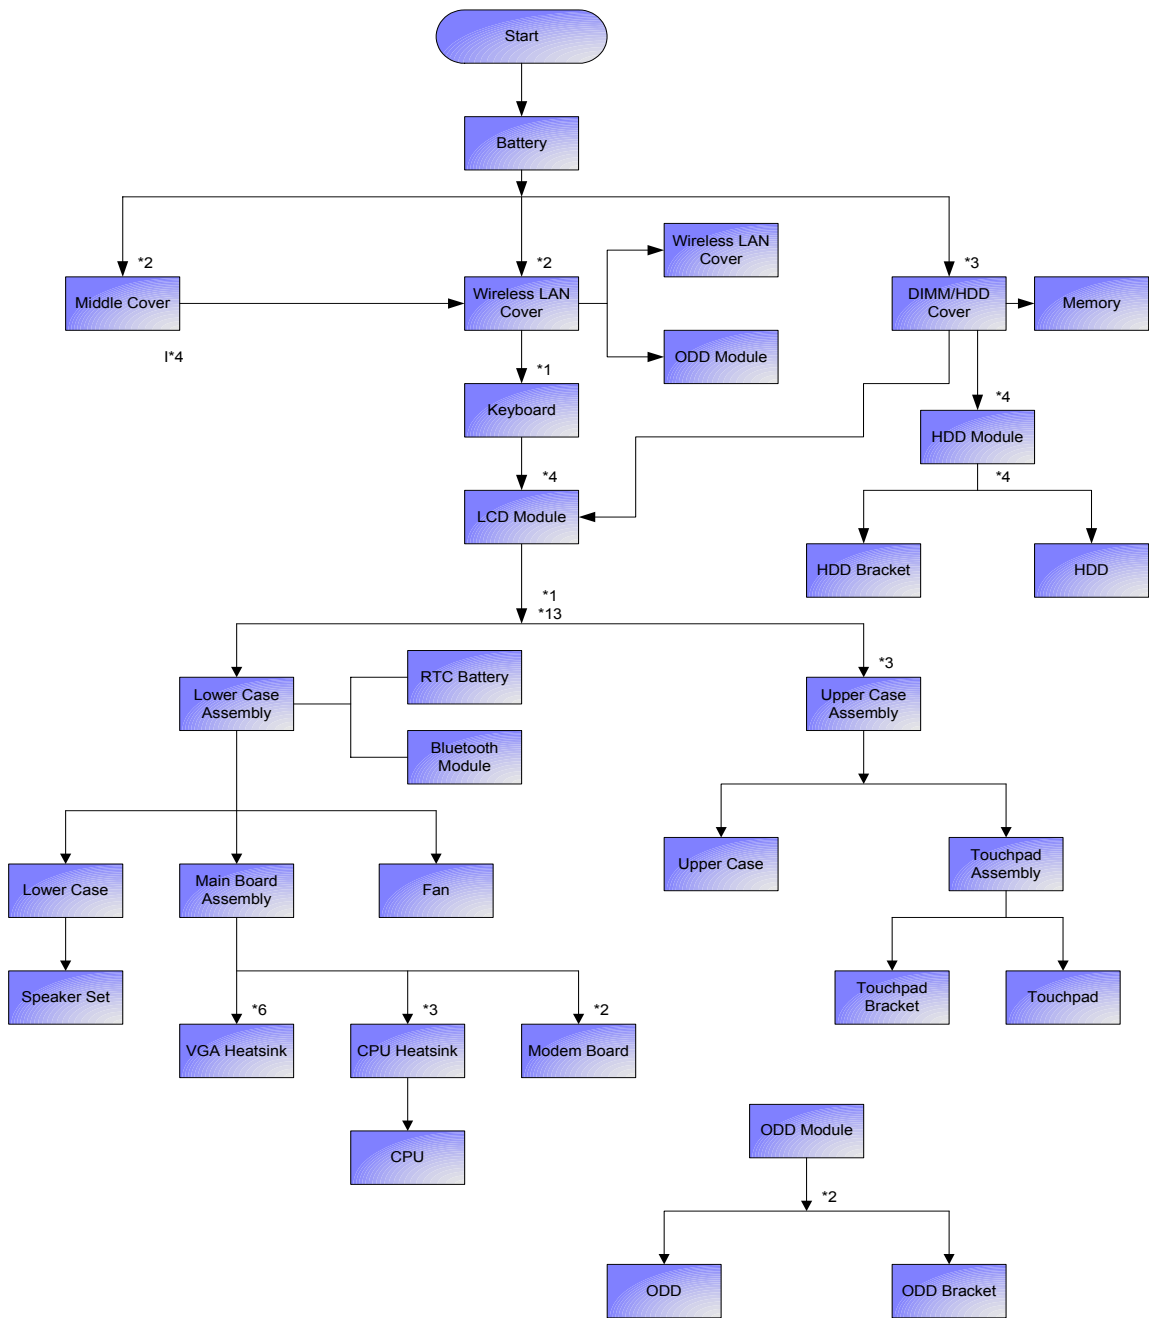 Start
Battery
Wireless LAN
Cover
*2
*2
*3
Middle Cover
Wireless LAN
Cover
DIMM/HDD
Cover
Memory
I*4
ODD Module
*1
*4
Keyboard
HDD Module
*4
*4
LCD Module
HDD Bracket
HDD
*1
*13
*3
RTC Battery
Lower Case
Assembly
Upper Case
Assembly
Bluetooth
Module
Lower Case
Main Board
Assembly
Fan
Upper Case
Touchpad
Assembly
Speaker Set
Touchpad
Bracket
Touchpad
*6
*3
*2
VGA Heatsink
CPU Heatsink
Modem Board
CPU
ODD Module
*2
ODD
ODD Bracket